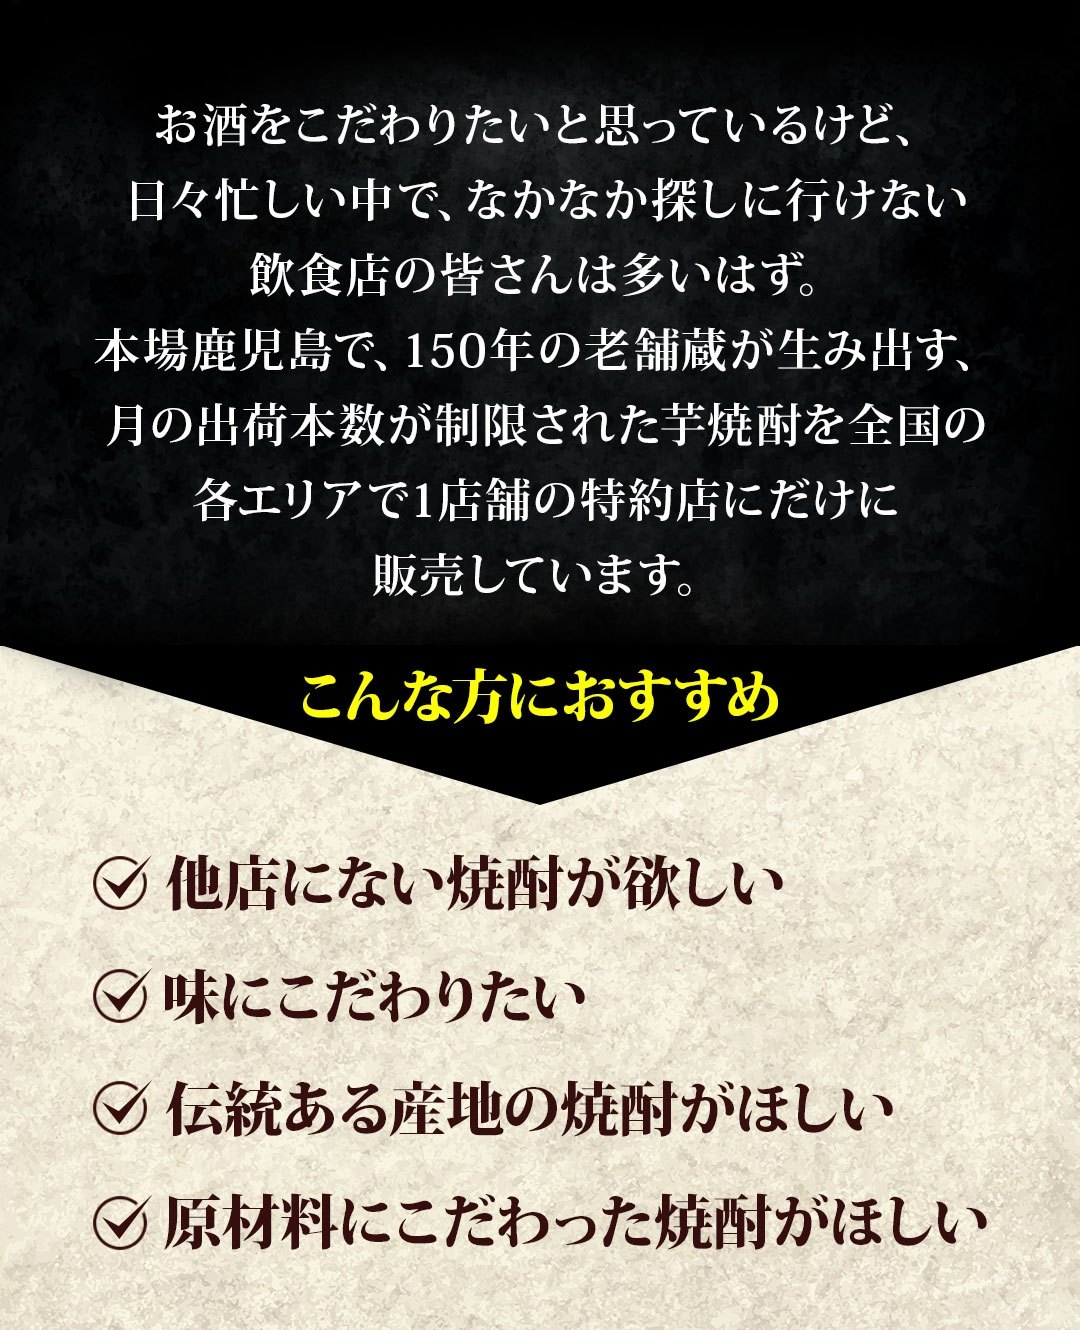 お酒をこだわりたいと思っているけど、
日々忙しい中で、なかなか探しに行けない
飲食店の皆さんは多いはず。
本場鹿児島で、150年の老舗蔵が生み出す、
月の出荷本数が制限された芋焼酎を全国の
各エリアで1店舗の特約店にだけに
販売しています。
こんな方におすすめ
他店にない焼酎が欲しい
味にこだわりたい
伝統ある産地の焼酎がほしい
原材料にこだわった焼酎がほしい